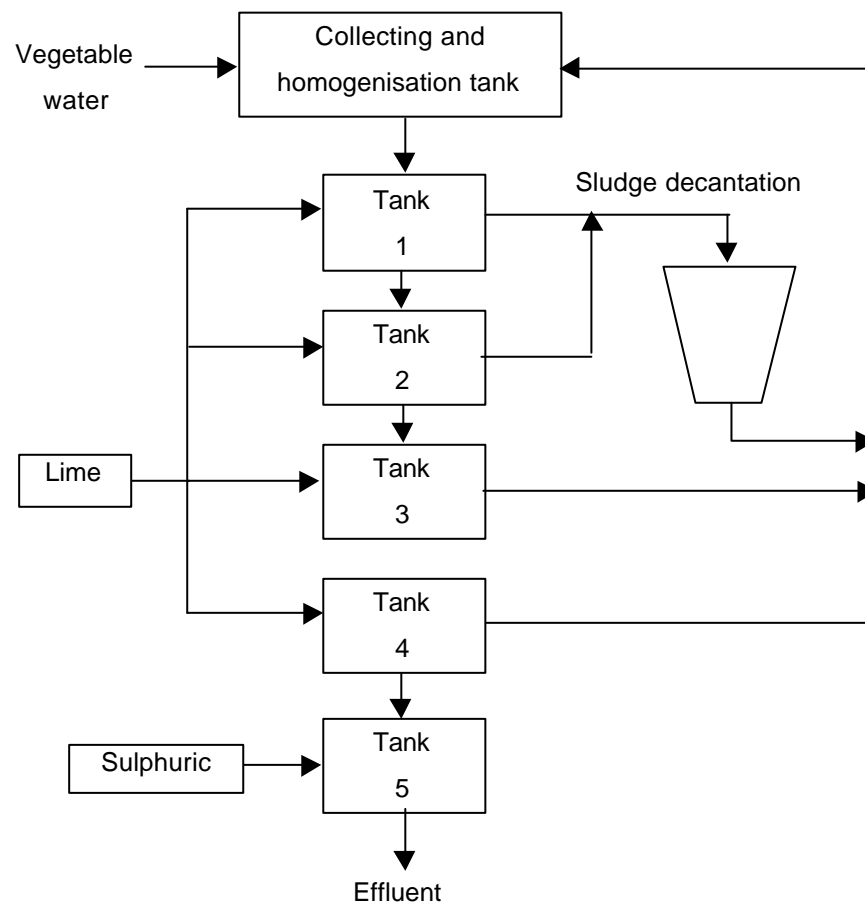 Collecting and
homogenisation tank
Vegetable
water
Tank
1
Sludge decantation
Tank
2
Lime
Tank
3
Tank
4
Sulphuric
Tank
5
Effluent